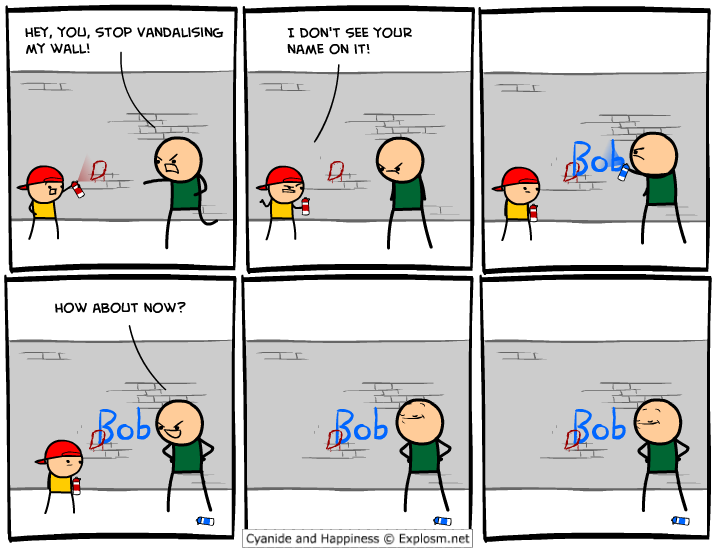 HEY, YOU, STOP VANDALISING
MY WALL!
I DON'T SEE YOUR
NAME ON IT!
D
D
Bob
D
HOW ABOUT NOW?
Bob
D
Bob
D
Bob
D
Cyanide and Happiness © Explosm.net